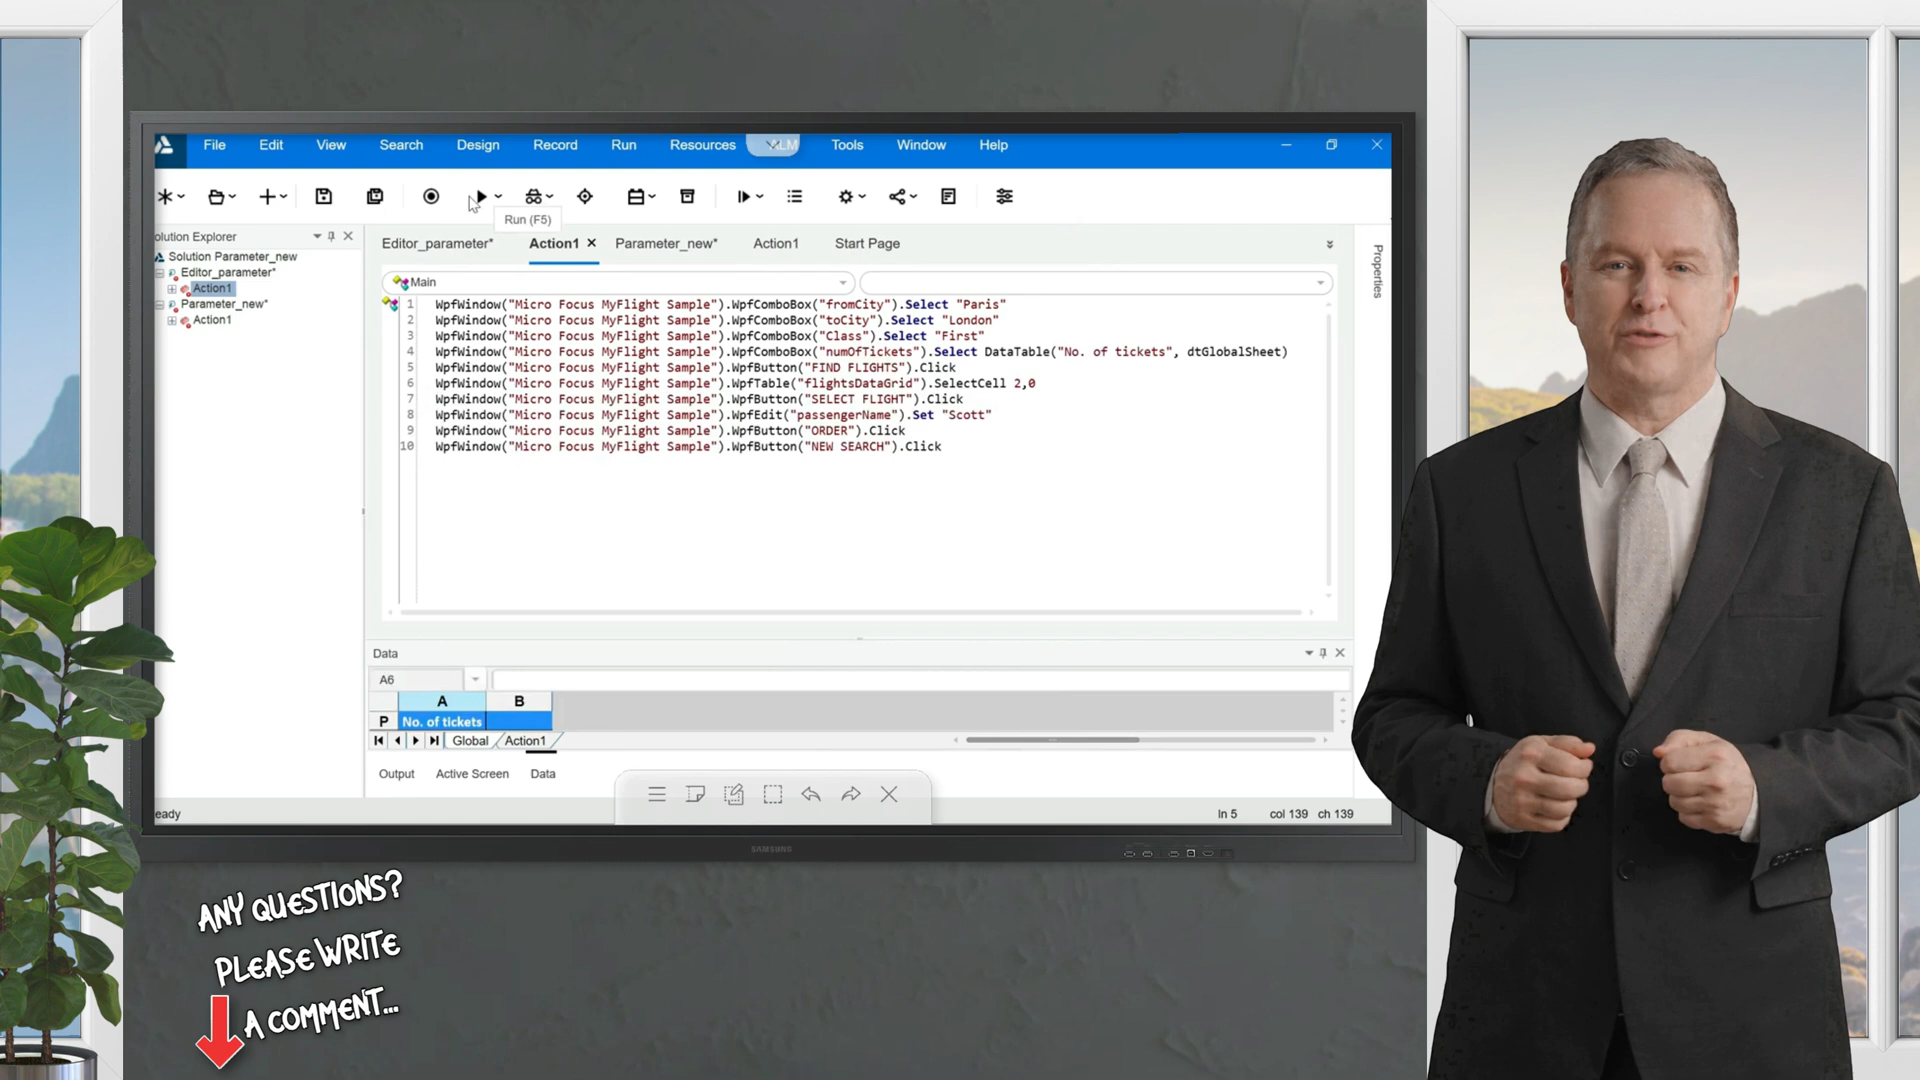 File Edit View Search Design Record Run Resources ALM Tools Window Help
Run (F5)
olution Explorer
Solution Parameter_new
Editor_parameter*
Action1
Parameter_new*
Action1
Editor_parameter* Action1 Parameter_new* Action1 Start Page
Main
1 WpfWindow("Micro Focus MyFlight Sample").WpfComboBox("fromCity").Select "Paris"
2 WpfWindow("Micro Focus MyFlight Sample").WpfComboBox("toCity").Select "London"
3 WpfWindow("Micro Focus MyFlight Sample").WpfComboBox("Class").Select "First"
4 WpfWindow("Micro Focus MyFlight Sample").WpfComboBox("numOfTickets").Select DataTable("No. of tickets", dtGlobalSheet)
5 WpfWindow("Micro Focus MyFlight Sample").WpfButton("FIND FLIGHTS").Click
6 WpfWindow("Micro Focus MyFlight Sample").WpfTable("flightsDataGrid").SelectCell 2,0
7 WpfWindow("Micro Focus MyFlight Sample").WpfButton("SELECT FLIGHT").Click
8 WpfWindow("Micro Focus MyFlight Sample").WpfEdit("passengerName").Set "Scott"
9 WpfWindow("Micro Focus MyFlight Sample").WpfButton("ORDER").Click
10 WpfWindow("Micro Focus MyFlight Sample").WpfButton("NEW SEARCH").Click
Properties
Data
A6
A B
P No. of tickets
Global Action1
Output Active Screen Data
eady ln 5 col 139 ch 139
SAMSUNG
ANY QUESTIONS?
PLEASE WRITE
A COMMENT...